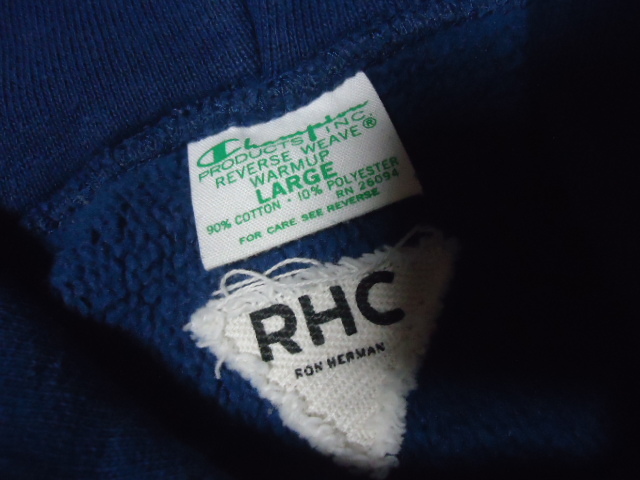 Champion
PRODUCTS INC.
REVERSE WEAVE®
WARMUP
LARGE
90% COTTON · 10% POLYESTER
RN 26094
FOR CARE SEE REVERSE
RHC
RON HERMAN